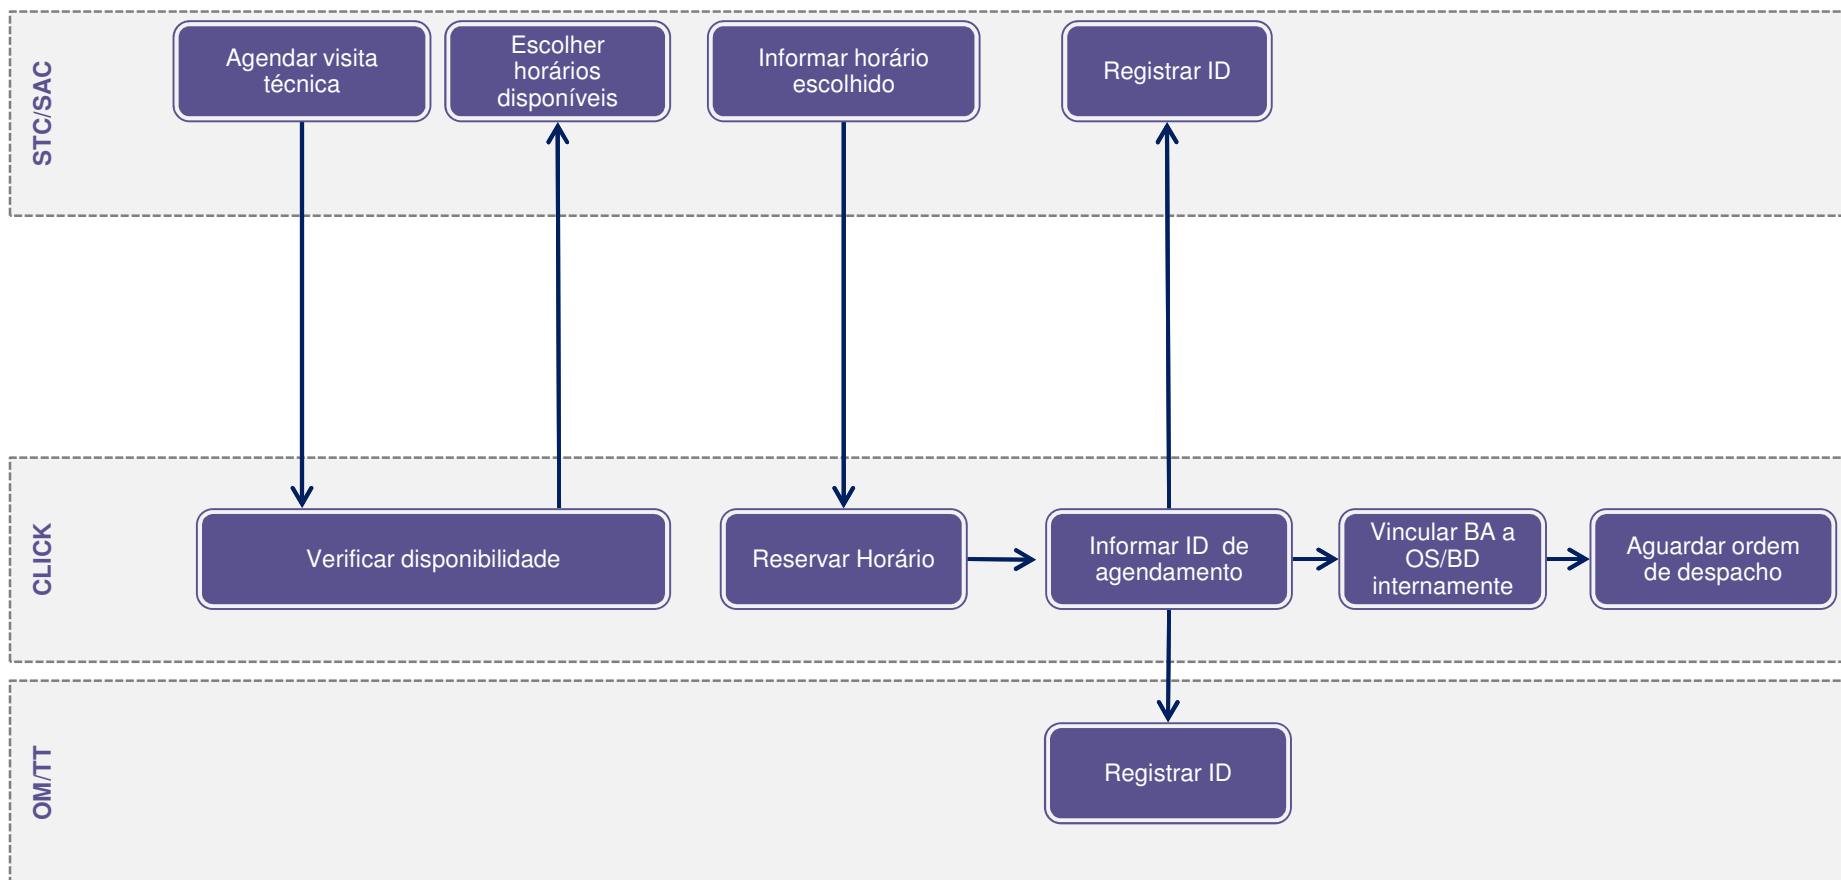 STC/SAC
Agendar visita
técnica
Escolher
horários
disponíveis
Informar horário
escolhido
Registrar ID
CLICK
Verificar disponibilidade
Reservar Horário
Informar ID  de
agendamento
Vincular BA a
OS/BD
internamente
Aguardar ordem
de despacho
OM/TT
Registrar ID